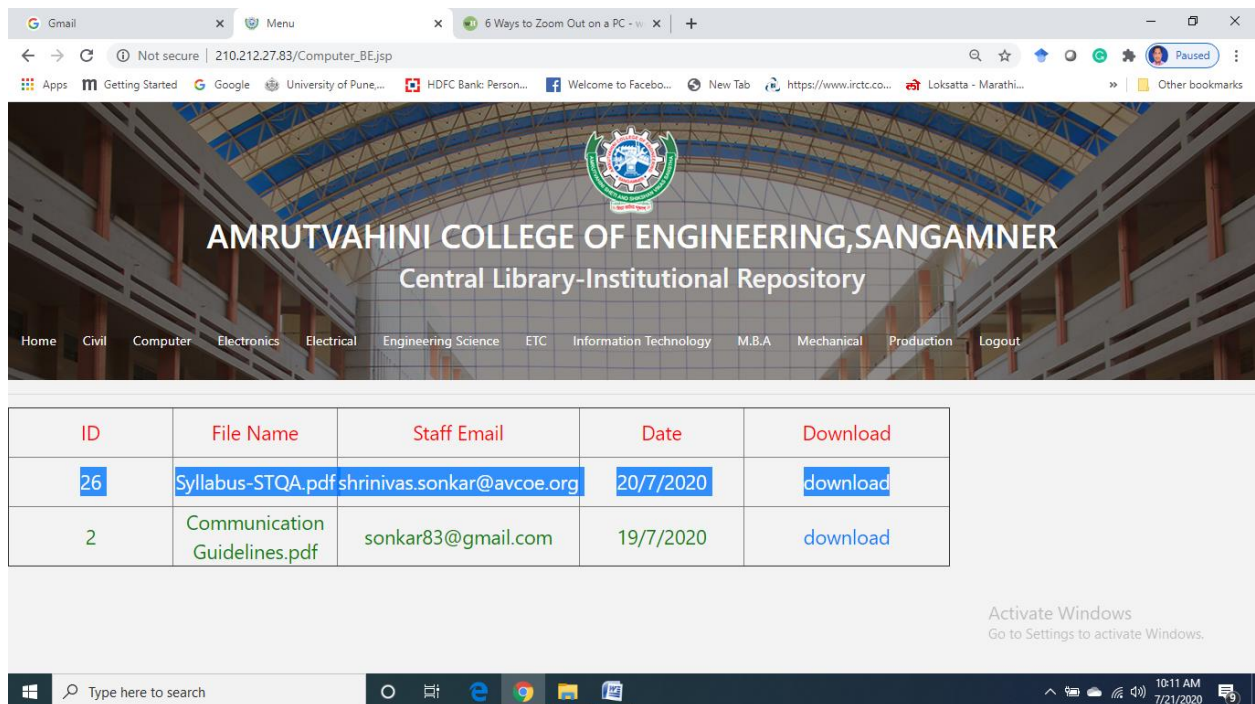 Gmail
Menu
6 Ways to Zoom Out on a PC - w
Not secure | 210.212.27.83/Computer_BE.jsp
Paused
Apps
Getting Started
Google
University of Pune,...
HDFC Bank: Person...
Welcome to Facebo...
New Tab
https://www.irctc.co...
Loksatta - Marathi...
»
Other bookmarks
AMRUTVAHINI COLLEGE OF ENGINEERING,SANGAMNER
Central Library-Institutional Repository
Home Civil Computer Electronics Electrical Engineering Science ETC Information Technology M.B.A Mechanical Production Logout
ID File Name Staff Email Date Download
26 Syllabus-STQA.pdf shrinivas.sonkar@avcoe.org 20/7/2020 download
2 Communication Guidelines.pdf sonkar83@gmail.com 19/7/2020 download
Activate Windows
Go to Settings to activate Windows.
Type here to search
10:11 AM
7/21/2020
9